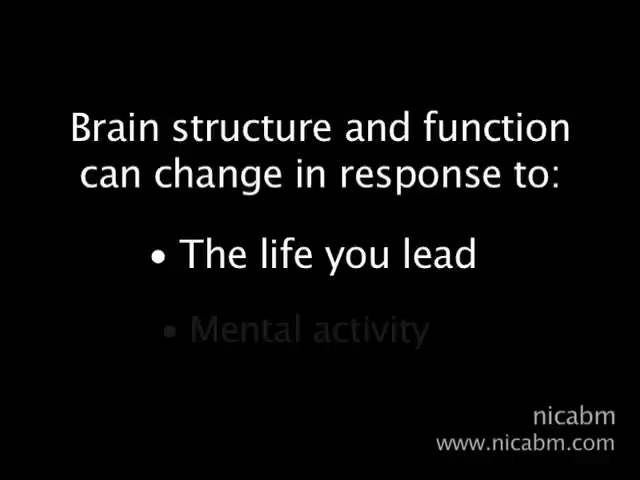 Brain structure and function
can change in response to:
• The life you lead
• Mental activity
nicabm
www.nicabm.com